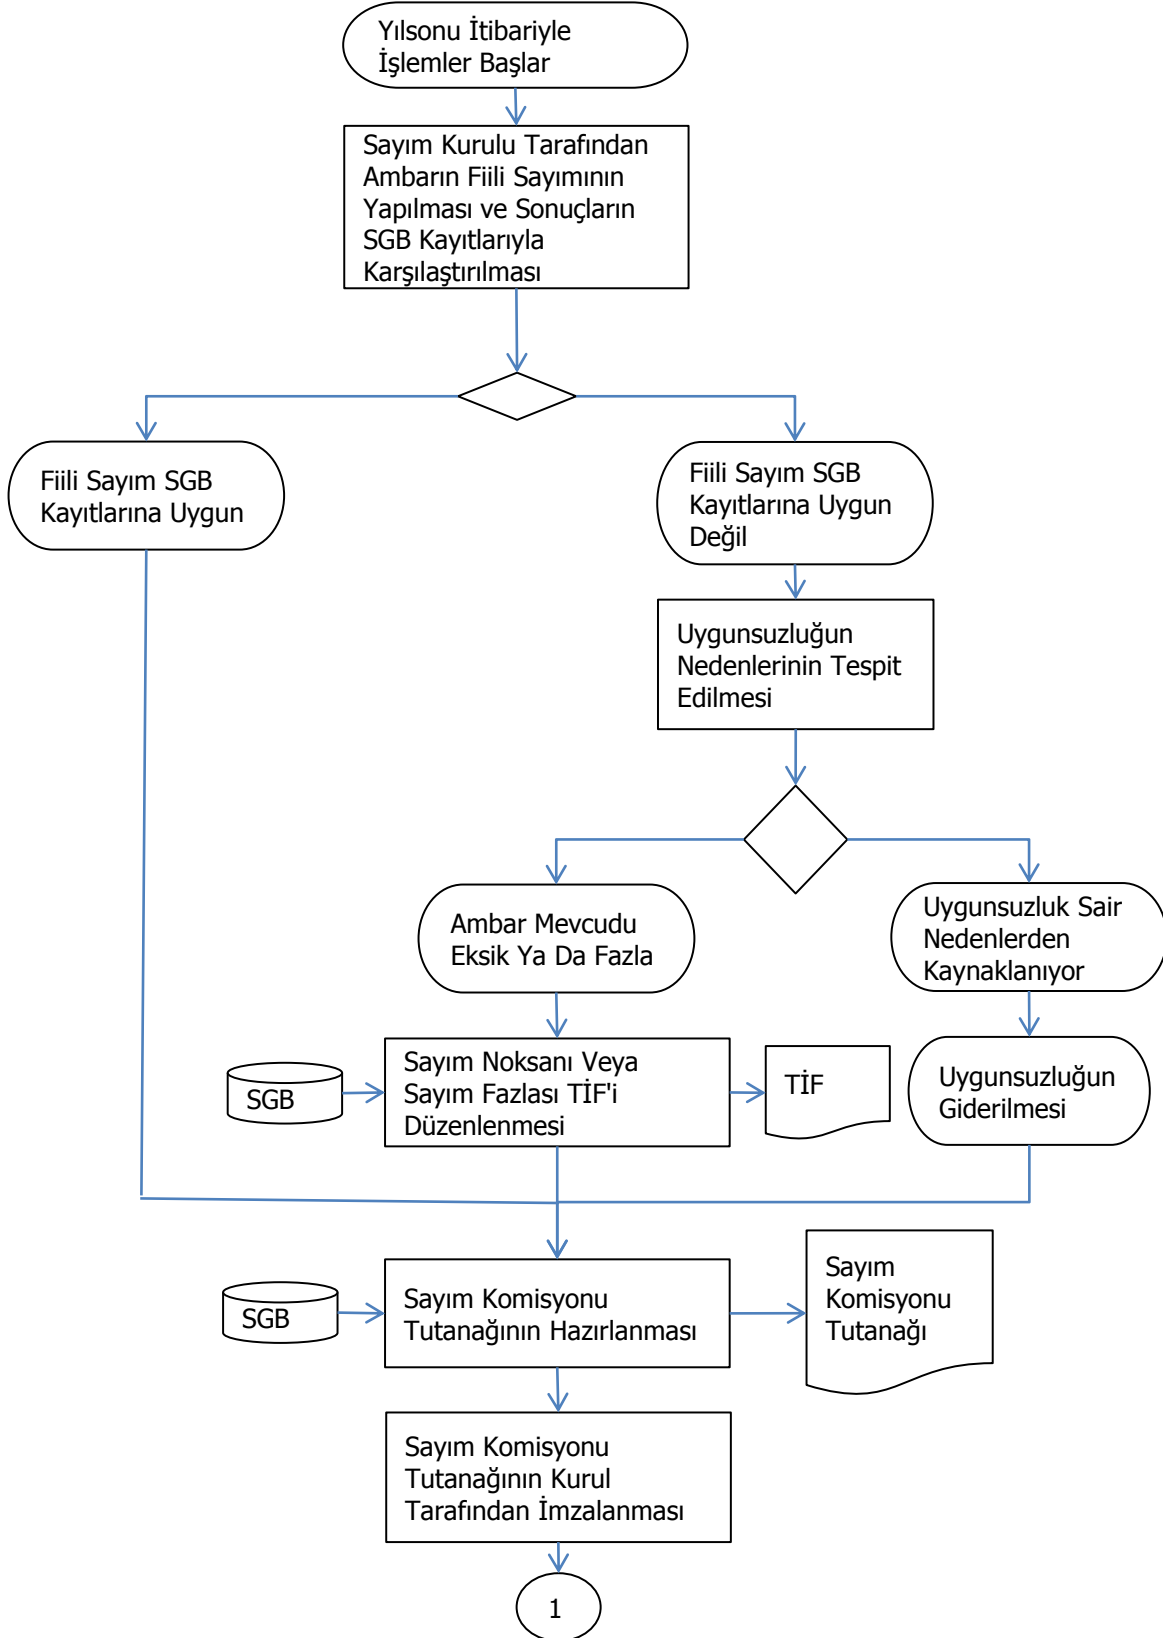 Yılsonu İtibariyle
İşlemler Başlar
Sayım Kurulu Tarafından
Ambarın Fiili Sayımının
Yapılması ve Sonuçların
SGB Kayıtlarıyla
Karşılaştırılması
Fiili Sayım SGB
Kayıtlarına Uygun
Fiili Sayım SGB
Kayıtlarına Uygun
Değil
Uygunsuzluğun
Nedenlerinin Tespit
Edilmesi
Ambar Mevcudu
Eksik Ya Da Fazla
Uygunsuzluk Sair
Nedenlerden
Kaynaklanıyor
SGB
Sayım Noksanı Veya
Sayım Fazlası TİF'i
Düzenlenmesi
TİF
Uygunsuzluğun
Giderilmesi
SGB
Sayım Komisyonu
Tutanağının Hazırlanması
Sayım
Komisyonu
Tutanağı
Sayım Komisyonu
Tutanağının Kurul
Tarafından İmzalanması
1